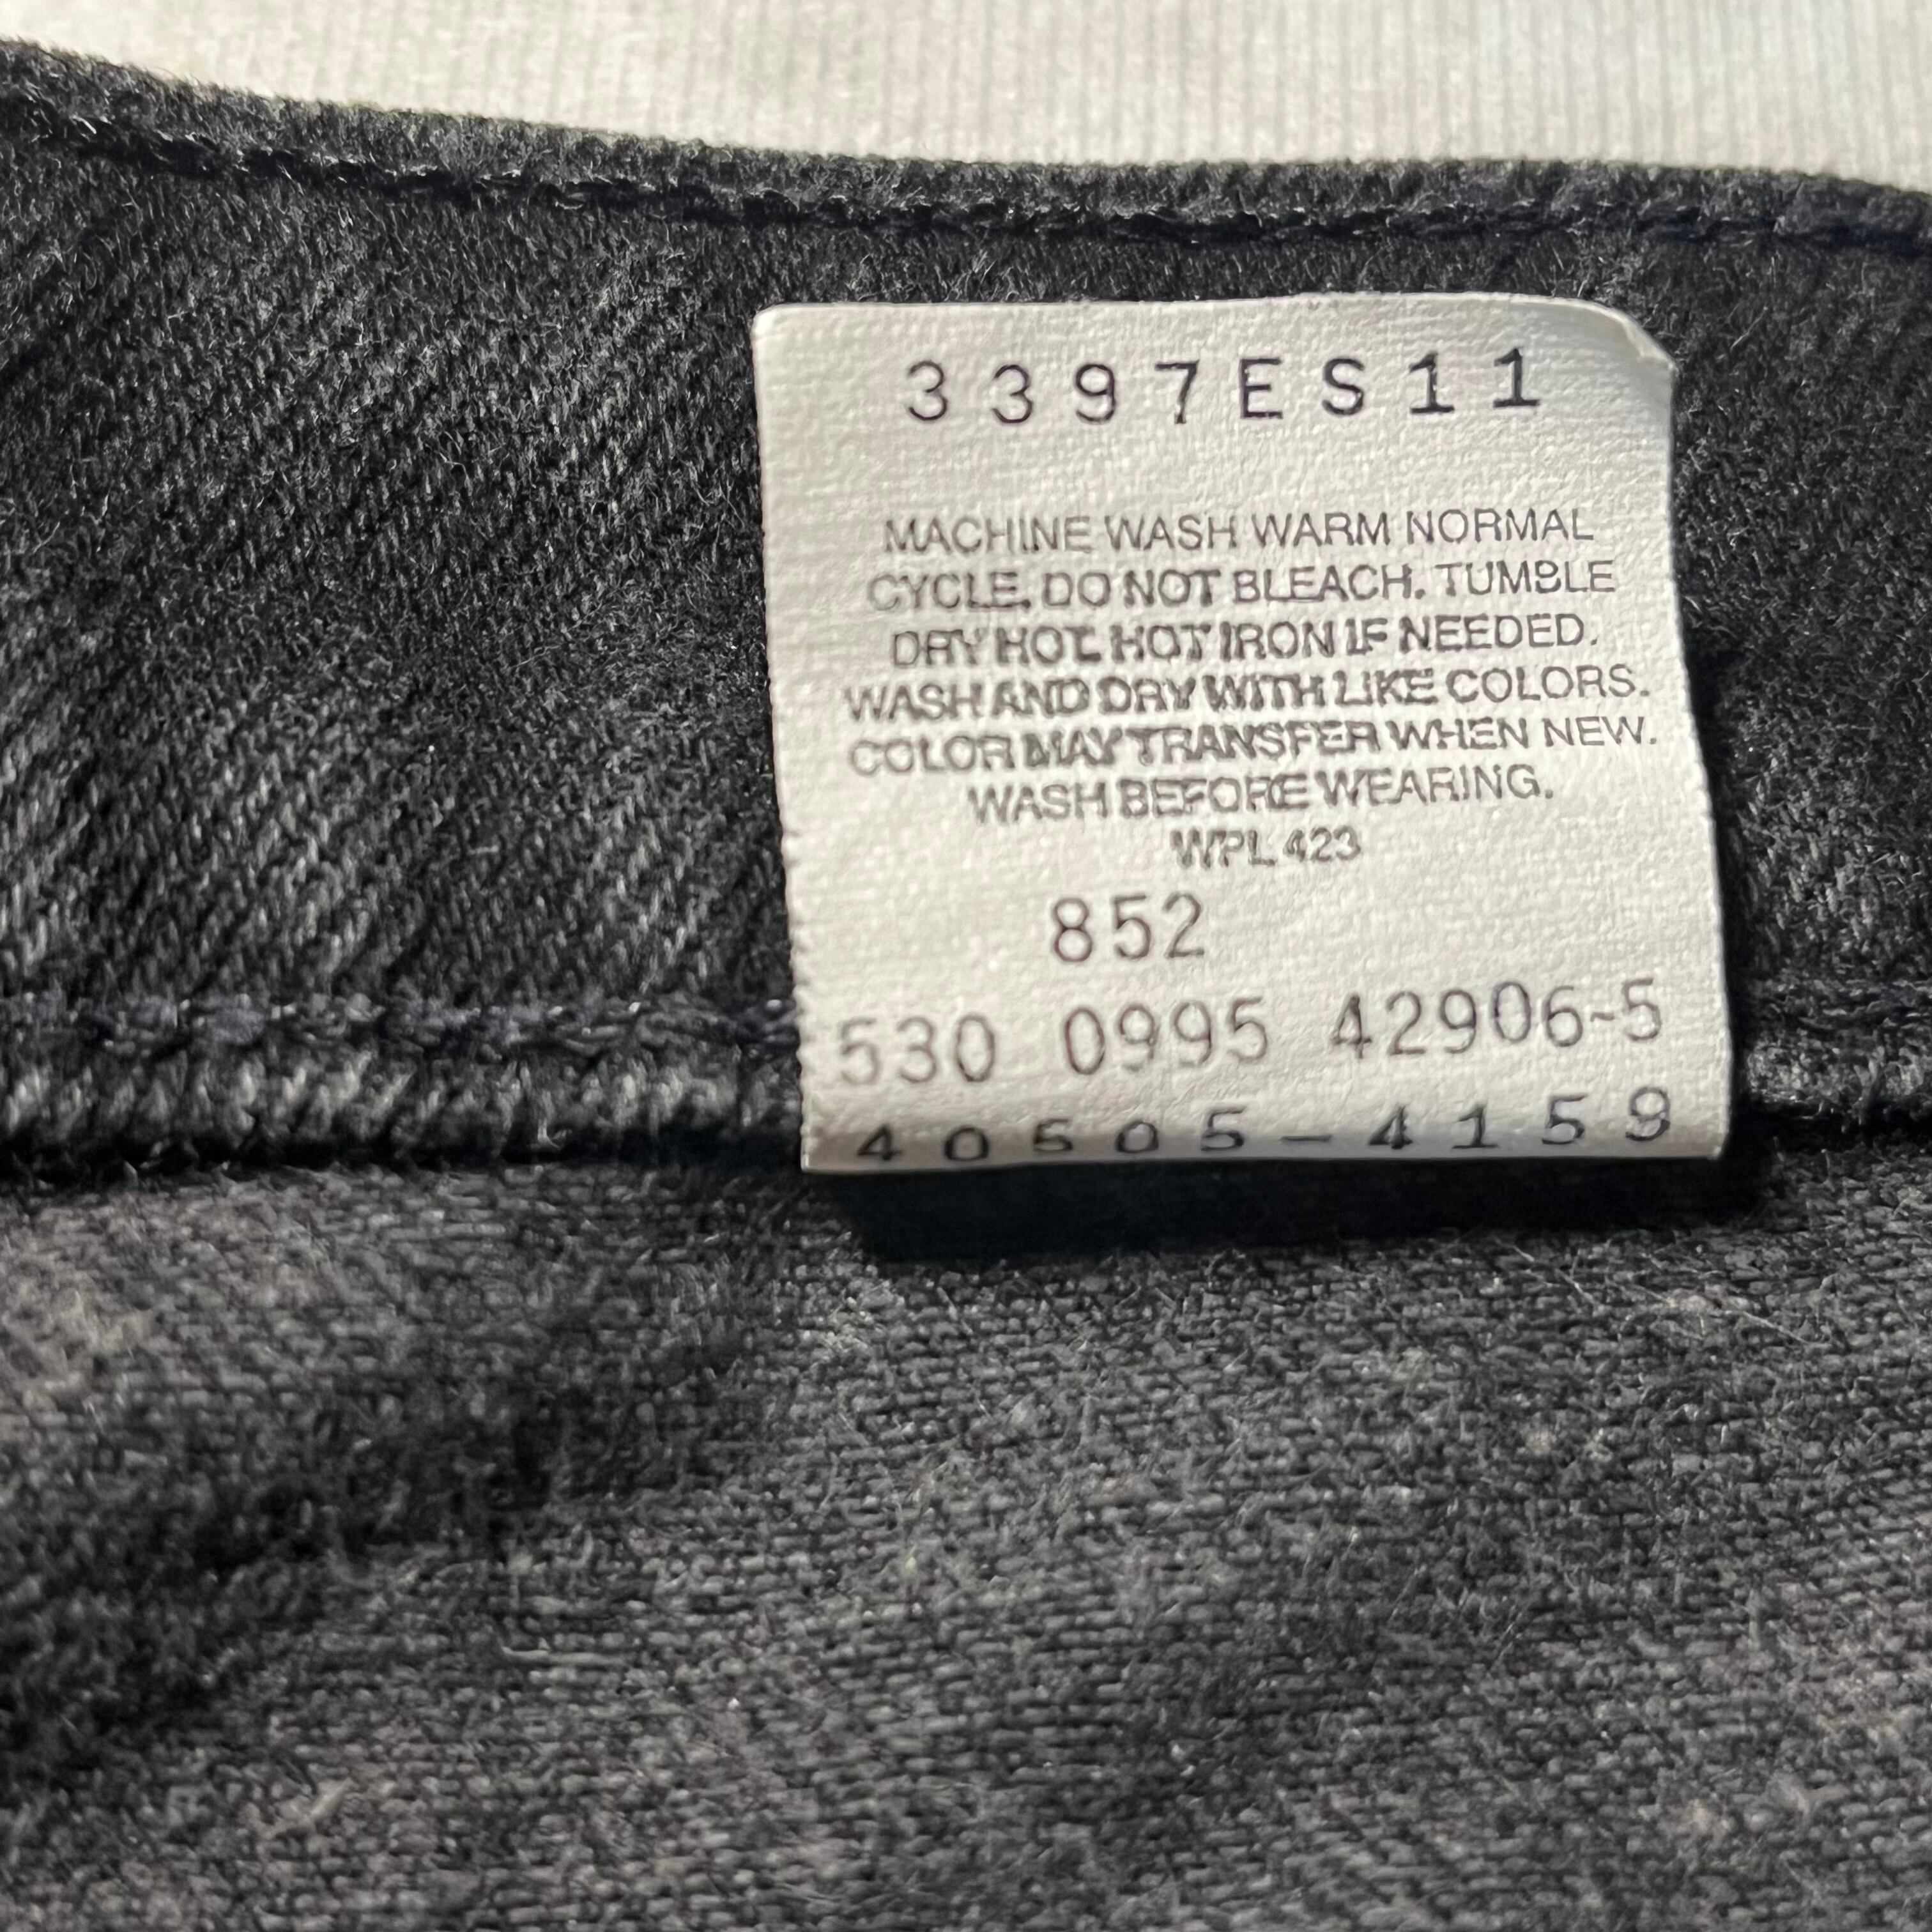 3397ES11
MACHINE WASH WARM NORMAL
CYCLE. DO NOT BLEACH. TUMBLE
DRY HOT. HOT IRON IF NEEDED.
WASH AND DRY WITH LIKE COLORS.
COLOR MAY TRANSFER WHEN NEW.
WASH BEFORE WEARING.
WPL 423
852
530 0995 42906-5
40505-4159